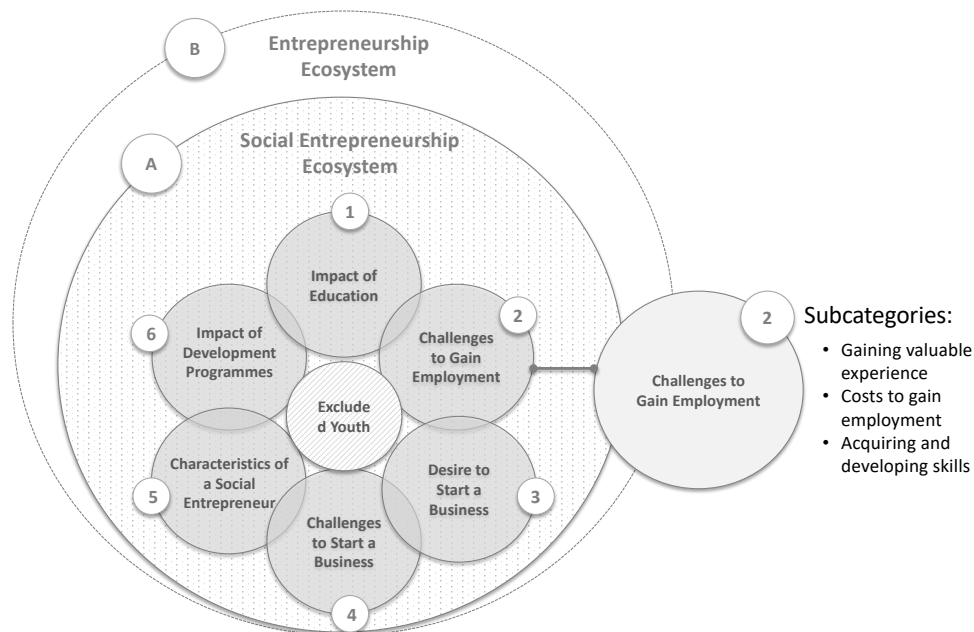 B
Entrepreneurship
Ecosystem
A
Social Entrepreneurship
Ecosystem
1
Impact of
Education
2
Challenges
to Gain
Employment
6
Impact of
Development
Programmes
Exclude
d Youth
Characteristics of
a Social
Entrepreneur
5
Desire to
Start a
Business
3
Challenges
to Start a
Business
4
2
Challenges to
Gain Employment
Subcategories:
• Gaining valuable
experience
• Costs to gain
employment
• Acquiring and
developing skills